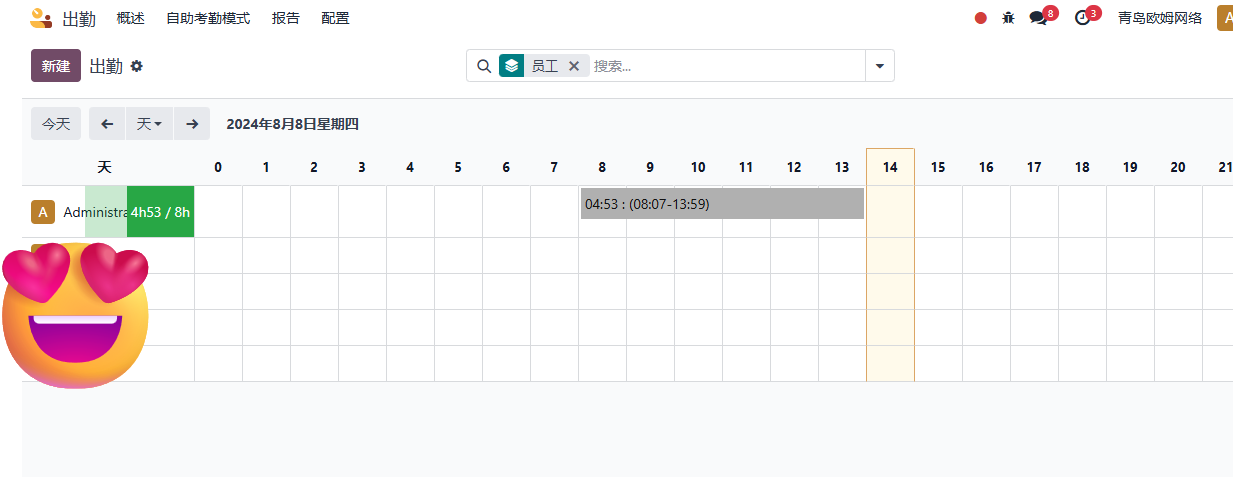 出勤 概述 自助考勤模式 报告 配置 8 3 青岛欧姆网络 A
新建 出勤 员工 搜索...
今天 天 2024年8月8日星期四
天 0 1 2 3 4 5 6 7 8 9 10 11 12 13 14 15 16 17 18 19 20 21
A Administra 4h53 / 8h 04:53 : (08:07-13:59)